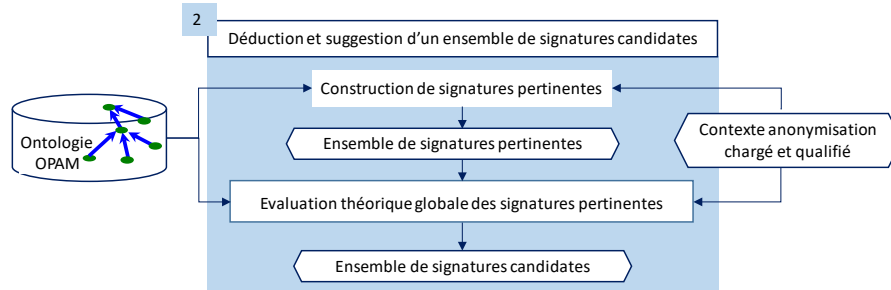 2
Déduction et suggestion d'un ensemble de signatures candidates
Construction de signatures pertinentes
Ontologie
OPAM
Ensemble de signatures pertinentes
Contexte anonymisation
chargé et qualifié
Evaluation théorique globale des signatures pertinentes
Ensemble de signatures candidates